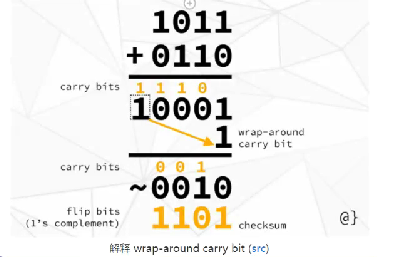 1011
+0110
carry bits 1 1 1 0
10001
1 wrap-around carry bit
carry bits 0 0 1
~0010
flip bits (1's complement) 1101 checksum
@}
解釋 wrap-around carry bit (src)